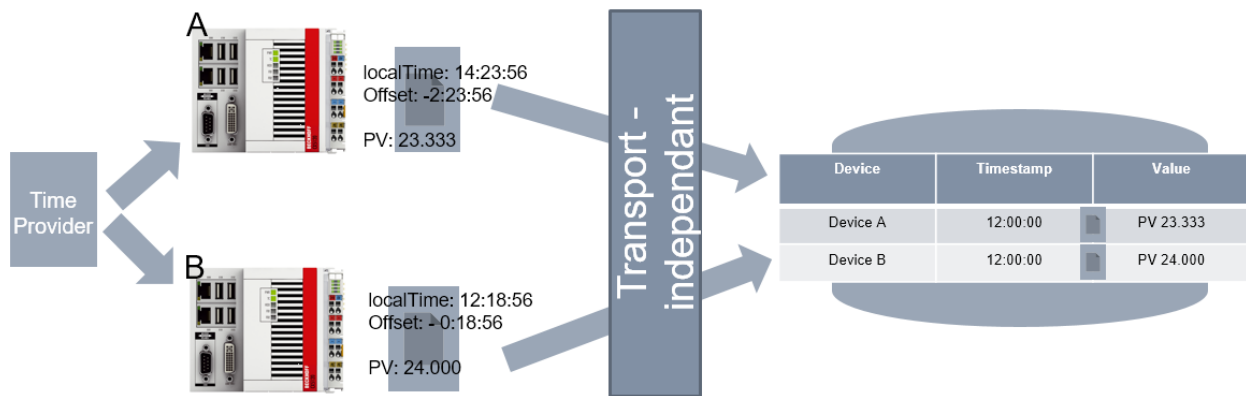 A
localTime: 14:23:56
Offset: -2:23:56
PV: 23.333
Time
Provider
B
localTime: 12:18:56
Offset: - 0:18:56
PV: 24.000
Transport -
independant
Device Timestamp Value
Device A 12:00:00 PV 23.333
Device B 12:00:00 PV 24.000